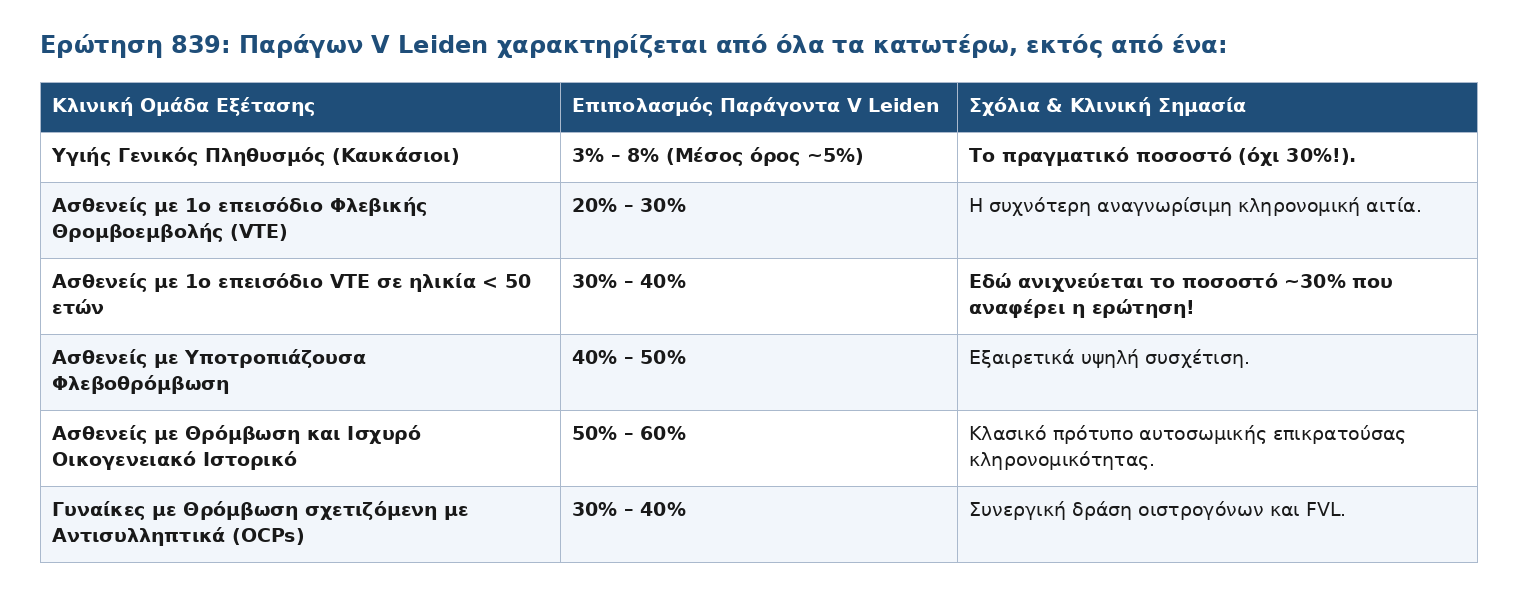 Ερώτηση 839: Παράγων V Leiden χαρακτηρίζεται από όλα τα κατωτέρω, εκτός από ένα:
Κλινική Ομάδα Εξέτασης
Επιπολασμός Παράγοντα V Leiden
Σχόλια & Κλινική Σημασία
Υγιής Γενικός Πληθυσμός (Καυκάσιοι)
3% – 8% (Μέσος όρος ~5%)
Το πραγματικό ποσοστό (όχι 30%!).
Ασθενείς με 1ο επεισόδιο Φλεβικής
Θρομβοεμβολής (VTE)
20% – 30%
Η συχνότερη αναγνωρίσιμη κληρονομική αιτία.
Ασθενείς με 1ο επεισόδιο VTE σε ηλικία < 50
ετών
30% – 40%
Εδώ ανιχνεύεται το ποσοστό ~30% που
αναφέρει η ερώτηση!
Ασθενείς με Υποτροπιάζουσα
Φλεβοθρόμβωση
40% – 50%
Εξαιρετικά υψηλή συσχέτιση.
Ασθενείς με Θρόμβωση και Ισχυρό
Οικογενειακό Ιστορικό
50% – 60%
Κλασικό πρότυπο αυτοσωμικής επικρατούσας
κληρονομικότητας.
Γυναίκες με Θρόμβωση σχετιζόμενη με
Αντισυλληπτικά (OCPs)
30% – 40%
Συνεργική δράση οιστρογόνων και FVL.